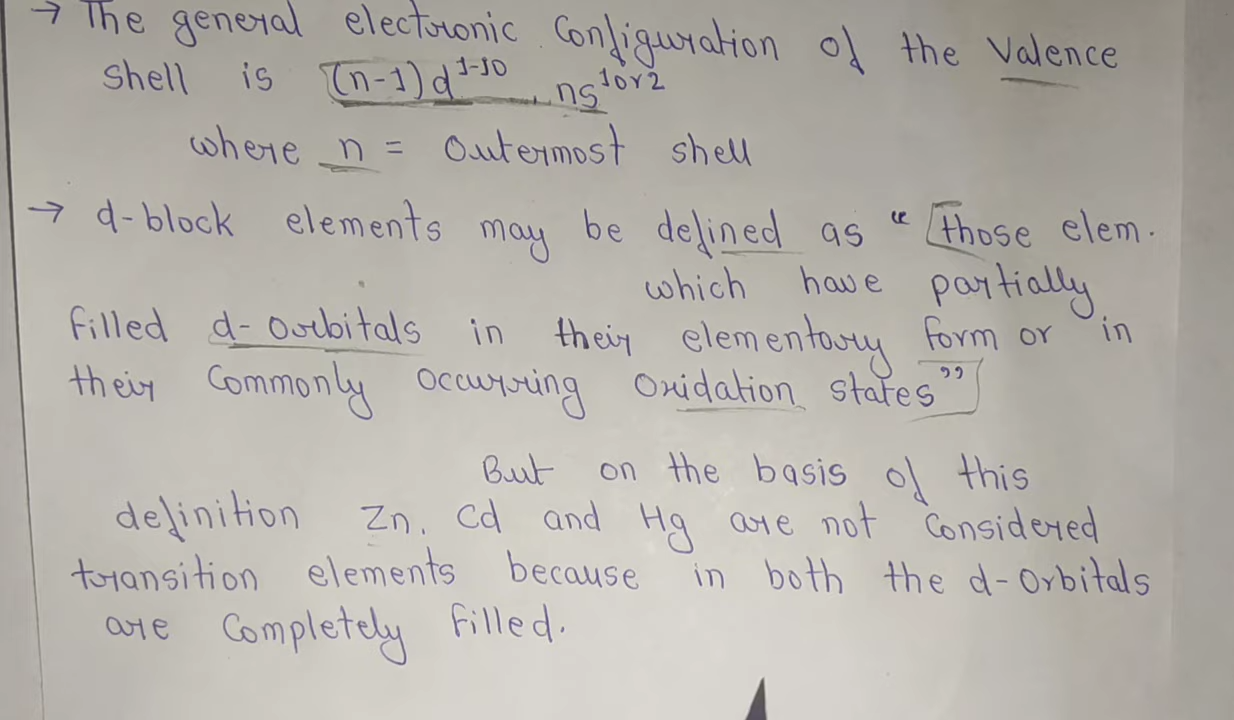 → The general electronic Configuration of the Valence
Shell is (n-1)d¹⁻¹⁰ ns¹ᵒʳ²
where n = Outermost shell
→ d-block elements may be defined as "those elem.
which have partially
filled d-orbitals in their elementary form or in
their Commonly occurring Oxidation states"
But on the basis of this
definition Zn, Cd and Hg are not Considered
transition elements because in both the d-Orbitals
are Completely filled.